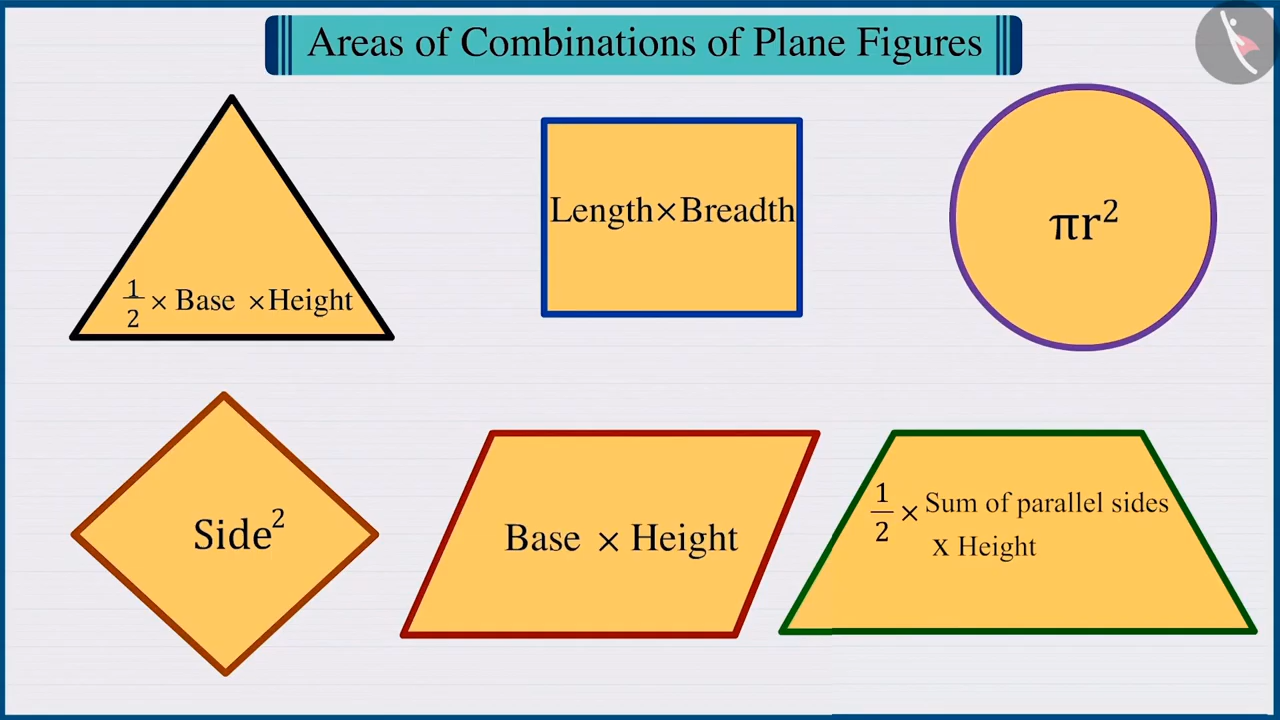 Areas of Combinations of Plane Figures
1/2 × Base ×Height
Length×Breadth
πr²
Side²
Base × Height
1/2 × Sum of parallel sides
x Height